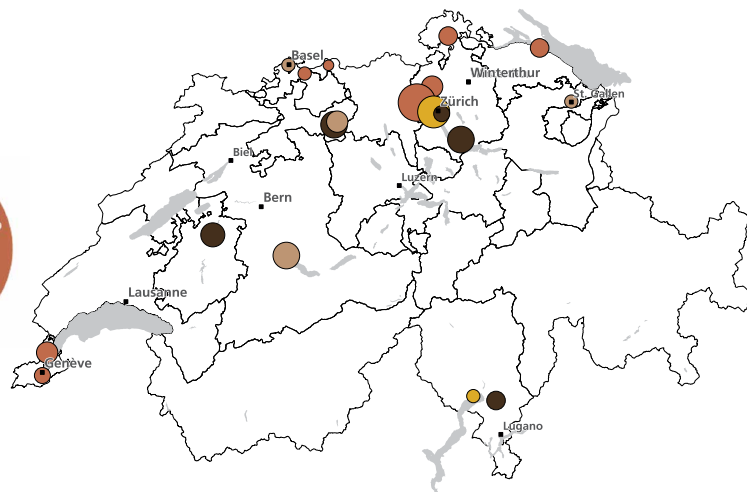 Basel
Winterthur
Zürich
St. Gallen
Biel
Luzern
Bern
Lausanne
Genève
Lugano